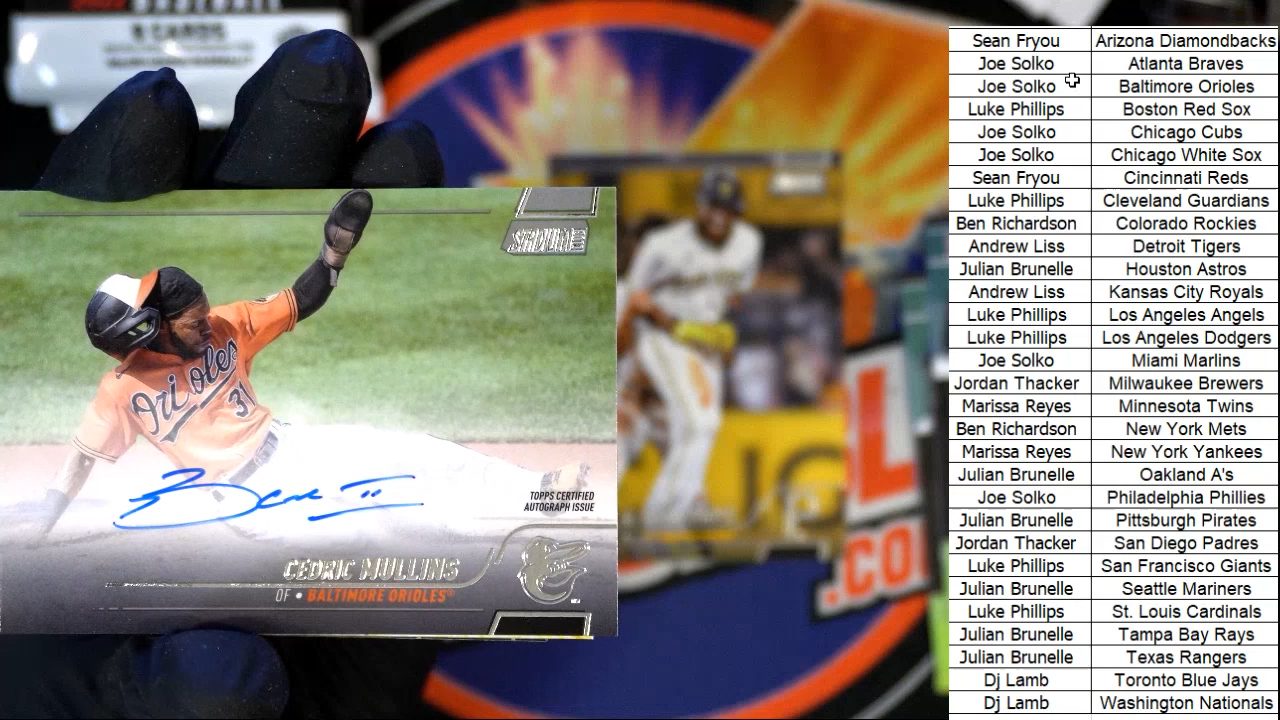 5 CARDS
STADIUM CLUB
Orioles
31
TOPPS CERTIFIED
AUTOGRAPH ISSUE
CEDRIC MULLINS
OF • BALTIMORE ORIOLES
.CO
Sean Fryou Arizona Diamondbacks
Joe Solko Atlanta Braves
Joe Solko Baltimore Orioles
Luke Phillips Boston Red Sox
Joe Solko Chicago Cubs
Joe Solko Chicago White Sox
Sean Fryou Cincinnati Reds
Luke Phillips Cleveland Guardians
Ben Richardson Colorado Rockies
Andrew Liss Detroit Tigers
Julian Brunelle Houston Astros
Andrew Liss Kansas City Royals
Luke Phillips Los Angeles Angels
Luke Phillips Los Angeles Dodgers
Joe Solko Miami Marlins
Jordan Thacker Milwaukee Brewers
Marissa Reyes Minnesota Twins
Ben Richardson New York Mets
Marissa Reyes New York Yankees
Julian Brunelle Oakland A's
Joe Solko Philadelphia Phillies
Julian Brunelle Pittsburgh Pirates
Jordan Thacker San Diego Padres
Luke Phillips San Francisco Giants
Julian Brunelle Seattle Mariners
Luke Phillips St. Louis Cardinals
Julian Brunelle Tampa Bay Rays
Julian Brunelle Texas Rangers
Dj Lamb Toronto Blue Jays
Dj Lamb Washington Nationals